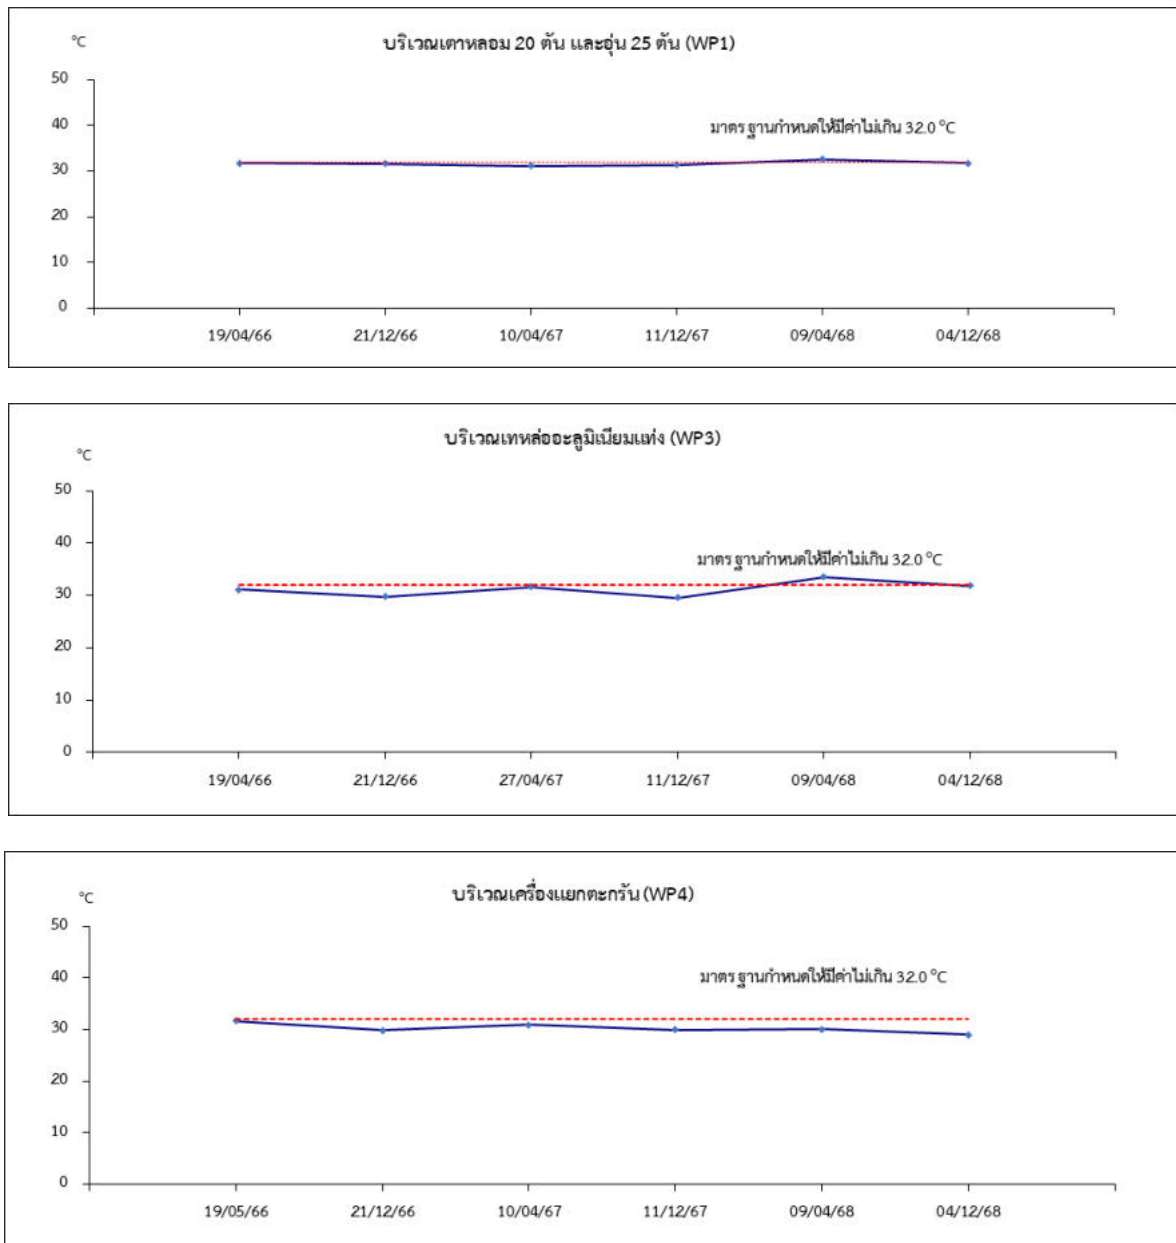 บริเวณเตาหลอม 20 ตัน และอุ่น 25 ตัน (WP1)
°C
50
40
30
20
10
0
มาตรฐานกำหนดให้มีค่าไม่เกิน 32.0 °C
19/04/66 21/12/66 10/04/67 11/12/67 09/04/68 04/12/68
บริเวณเทหล่ออะลูมิเนียมแท่ง (WP3)
°C
50
40
30
20
10
0
มาตรฐานกำหนดให้มีค่าไม่เกิน 32.0 °C
19/04/66 21/12/66 27/04/67 11/12/67 09/04/68 04/12/68
บริเวณเครื่องแยกตะกรัน (WP4)
°C
50
40
30
20
10
0
มาตรฐานกำหนดให้มีค่าไม่เกิน 32.0 °C
19/05/66 21/12/66 10/04/67 11/12/67 09/04/68 04/12/68